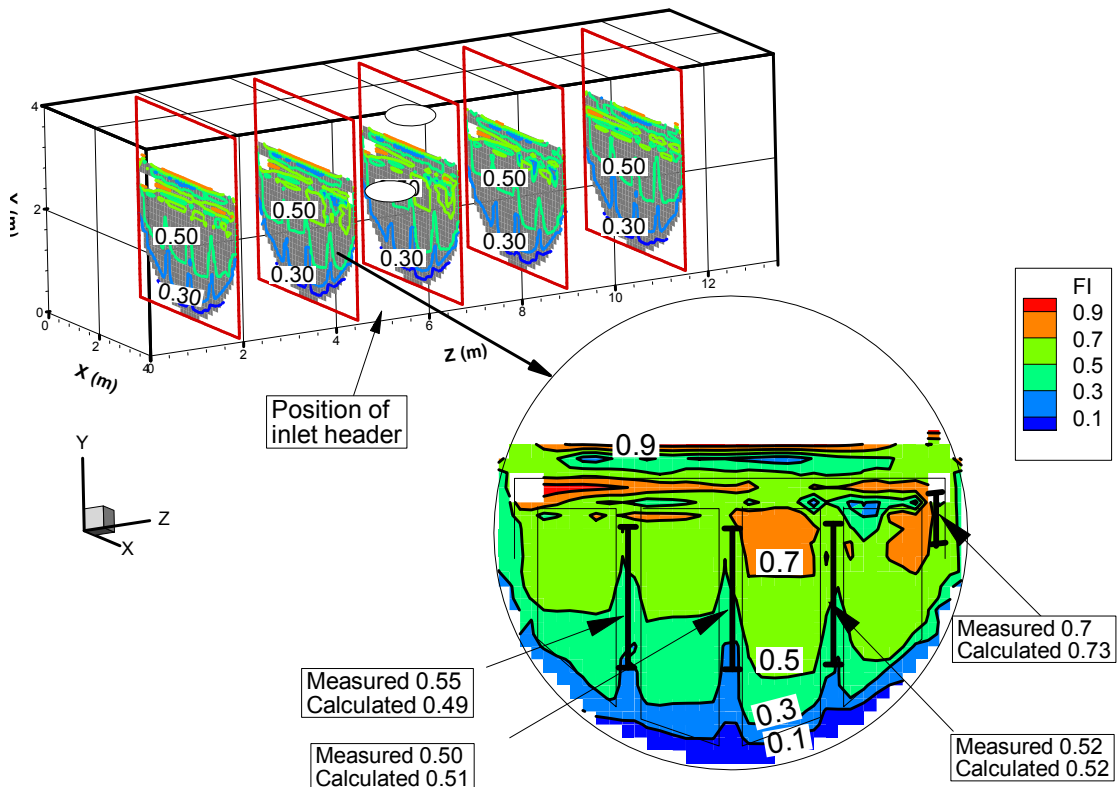 4
2
0
Y (m)
0
2
4
X (m)
0
2
4
6
8
10
12
Z (m)
0.50
0.30
0.50
0.30
0.30
0.50
0.30
0.50
0.30
Position of
inlet header
Y
Z
X
FI
0.9
0.7
0.5
0.3
0.1
0.9
0.7
0.5
0.3
0.1
Measured 0.7
Calculated 0.73
Measured 0.55
Calculated 0.49
Measured 0.50
Calculated 0.51
Measured 0.52
Calculated 0.52